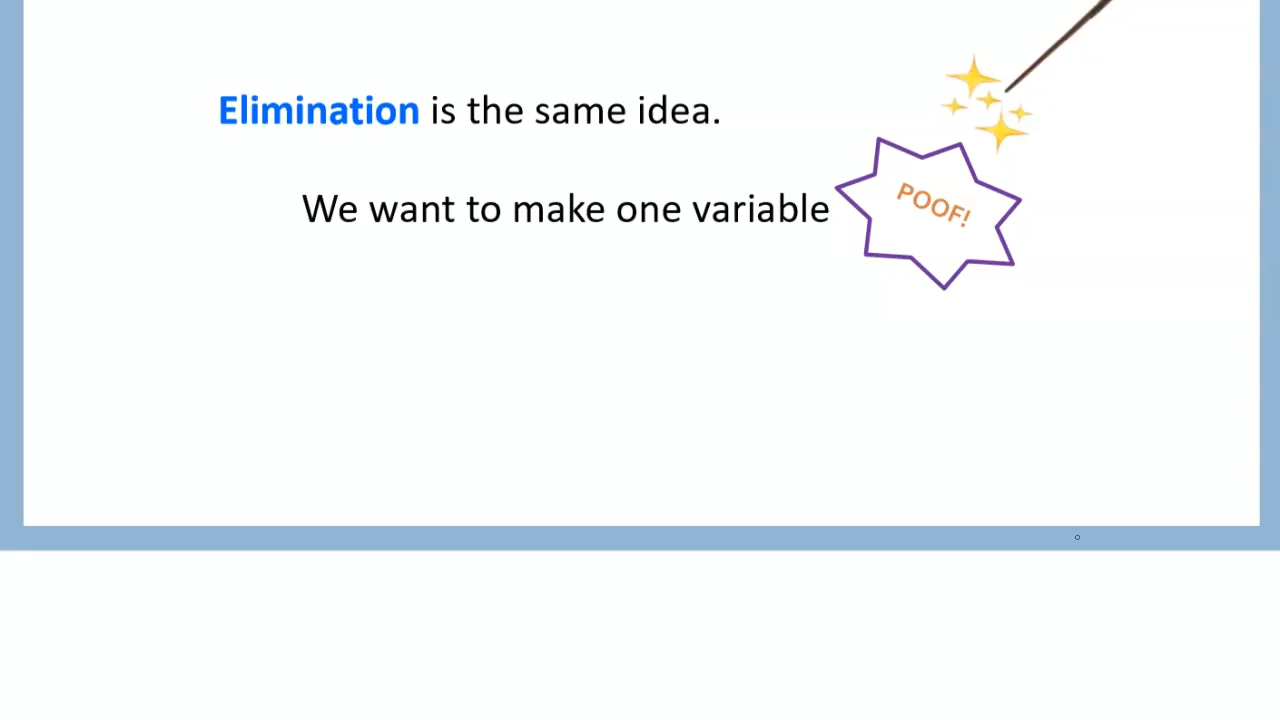 Elimination is the same idea.
We want to make one variable
POOF!